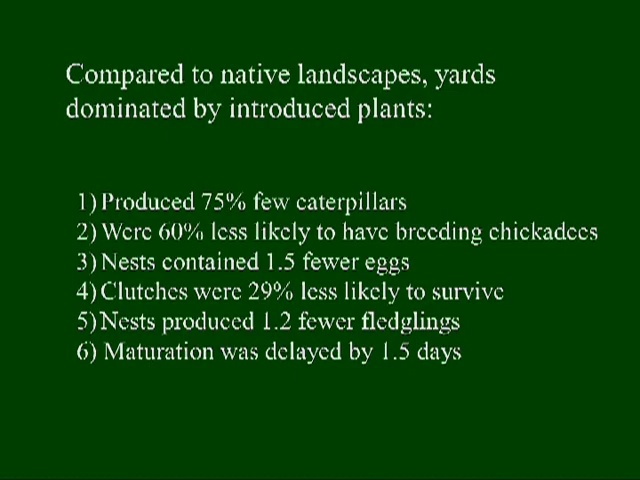 Compared to native landscapes, yards
dominated by introduced plants:
1) Produced 75% few caterpillars
2) Were 60% less likely to have breeding chickadees
3) Nests contained 1.5 fewer eggs
4) Clutches were 29% less likely to survive
5) Nests produced 1.2 fewer fledglings
6) Maturation was delayed by 1.5 days